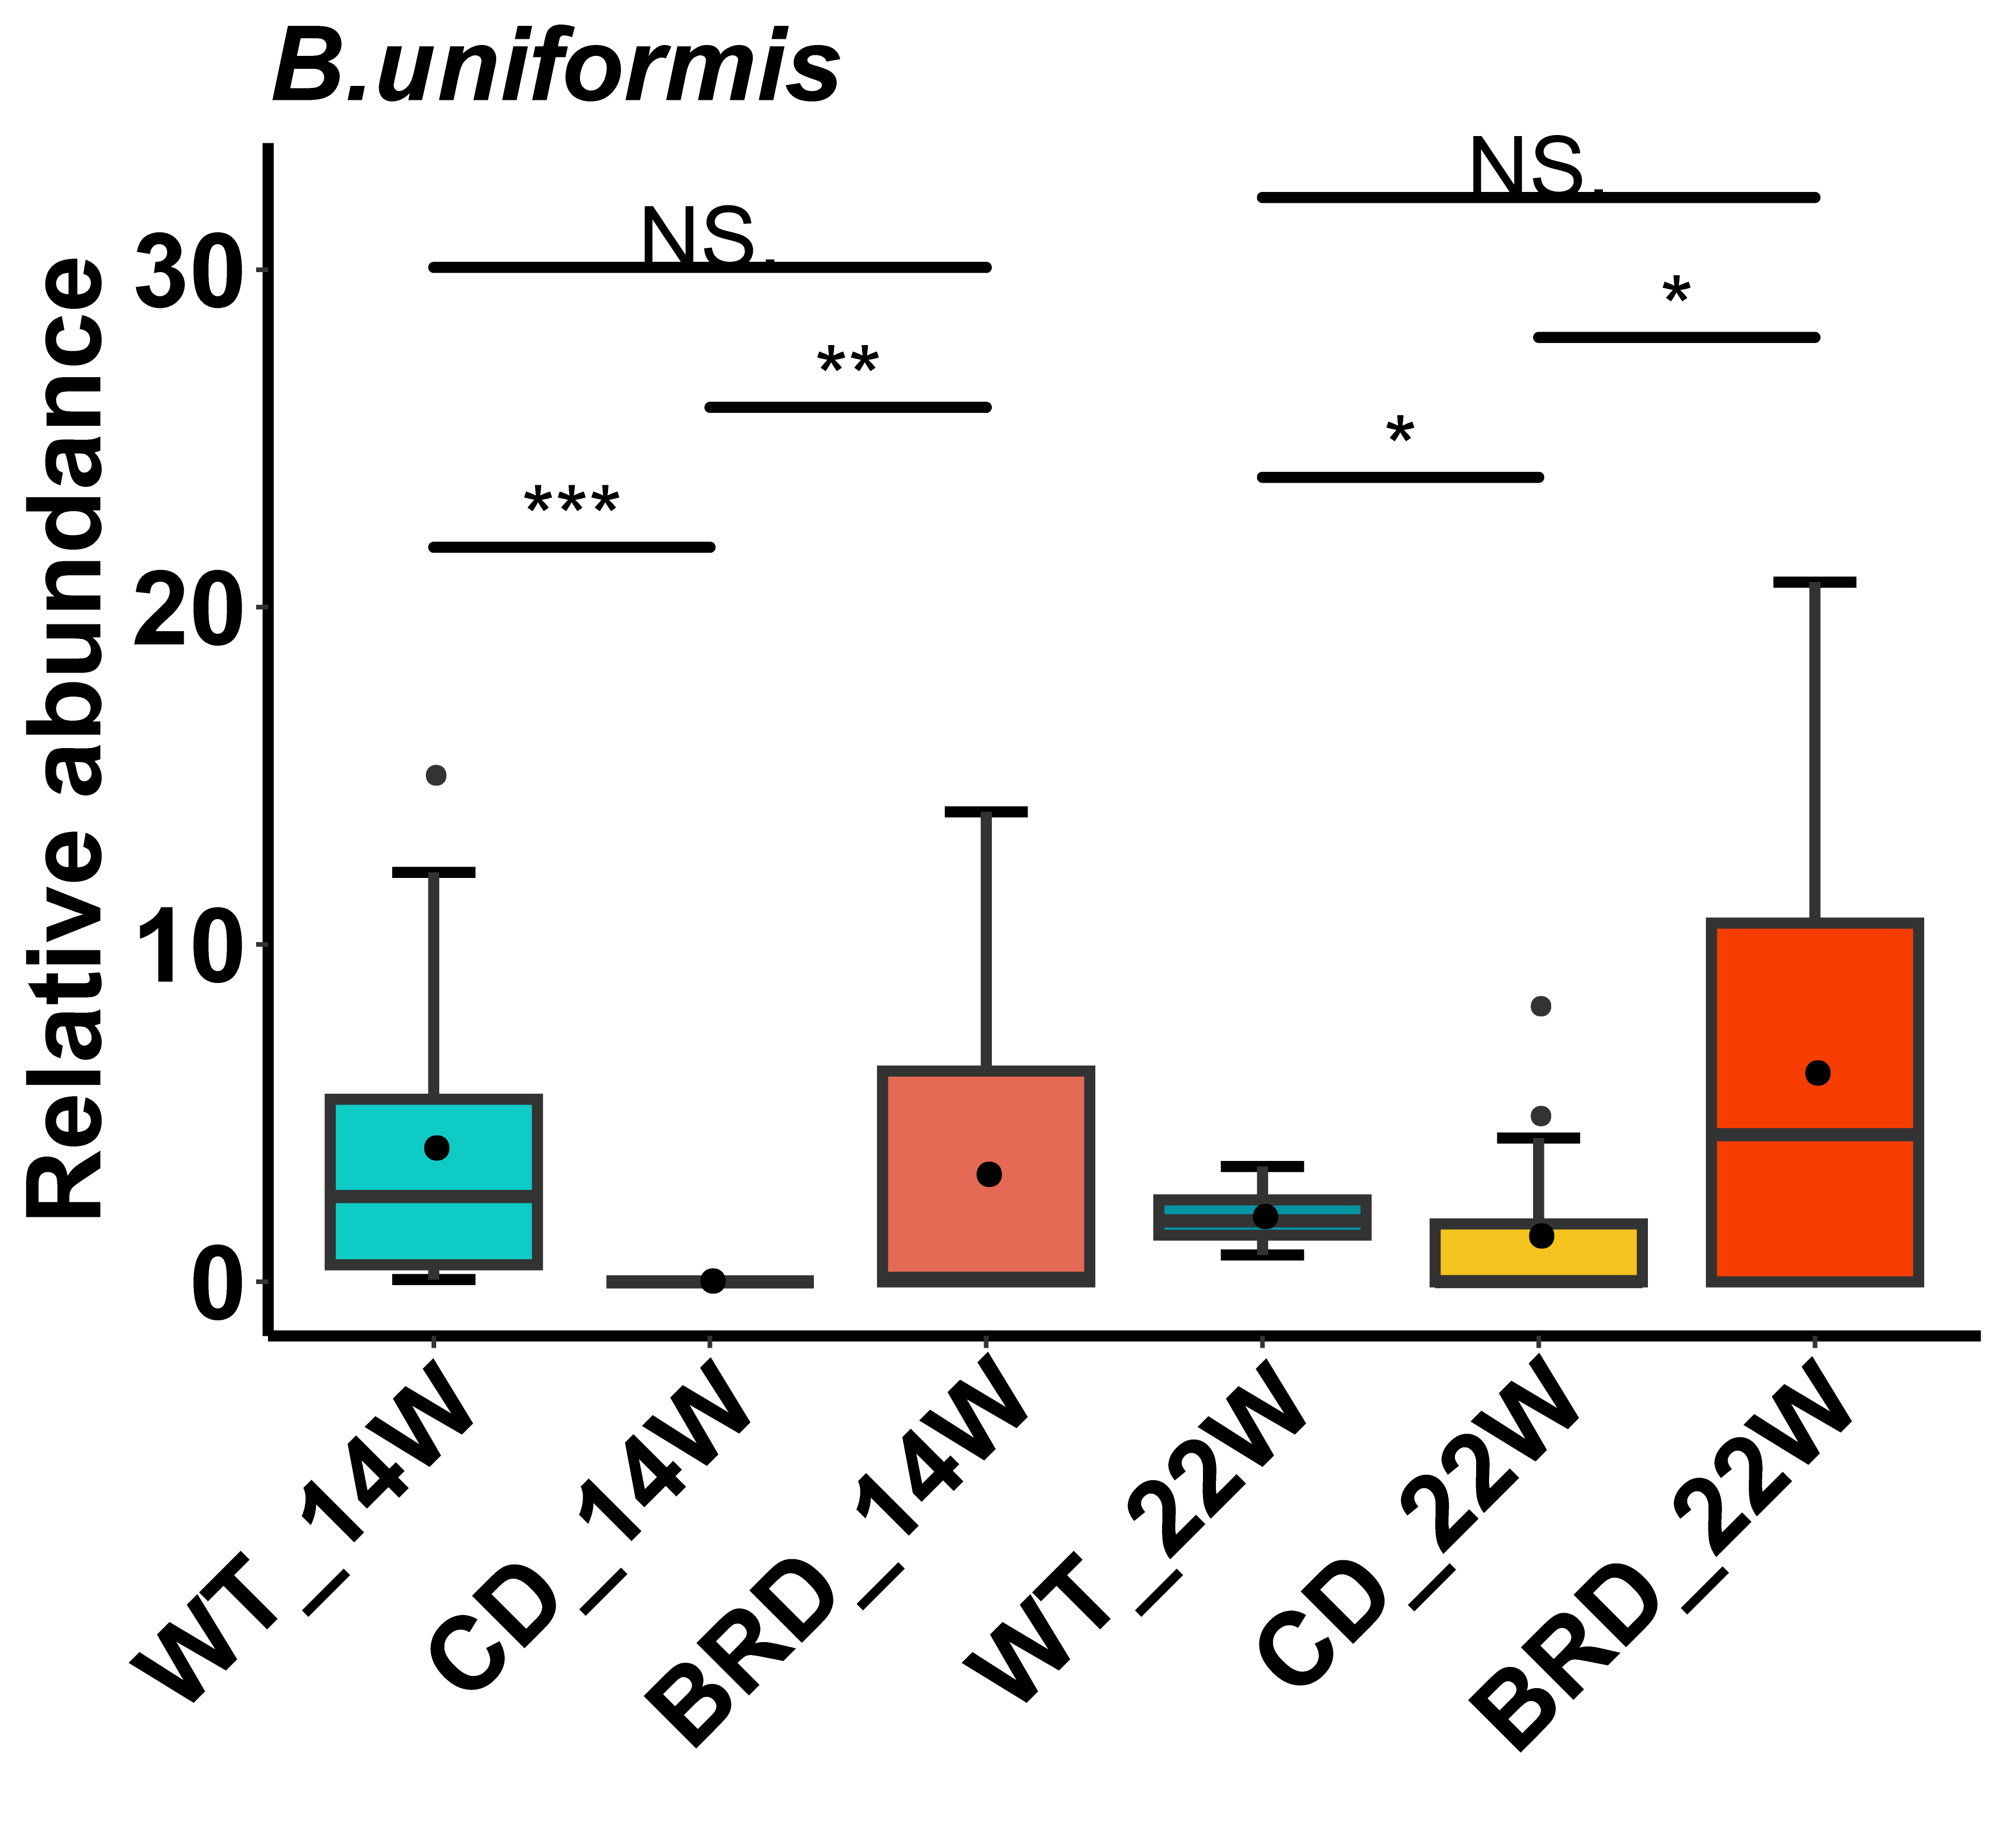 B.uniformis
Relative abundance
30
20
10
0
NS.
**
***
NS.
*
*
WT_14W
CD_14W
BRD_14W
WT_22W
CD_22W
BRD_22W